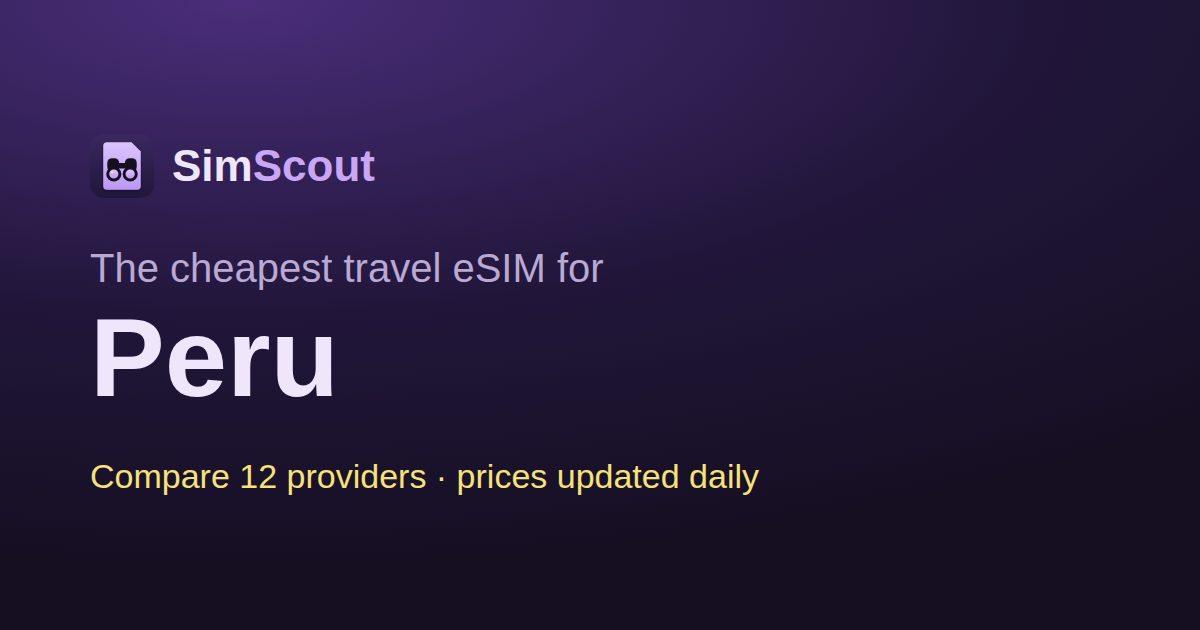 SimScout
The cheapest travel eSIM for
Peru
Compare 12 providers · prices updated daily